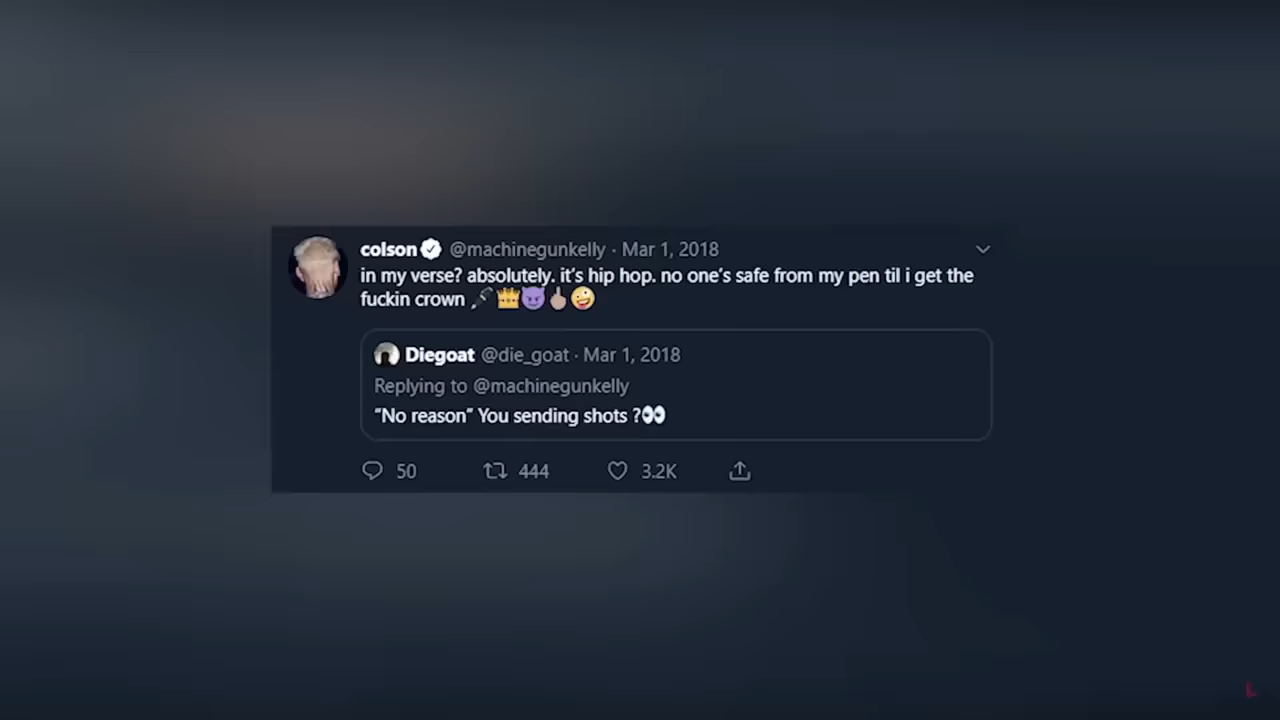 colson @machinegunkelly · Mar 1, 2018
in my verse? absolutely. it's hip hop. no one's safe from my pen til i get the
fuckin crown 🖋️👑😈🖕🏼🤪
Diegoat @die_goat · Mar 1, 2018
Replying to @machinegunkelly
“No reason” You sending shots ?👀
50 444 3.2K
L